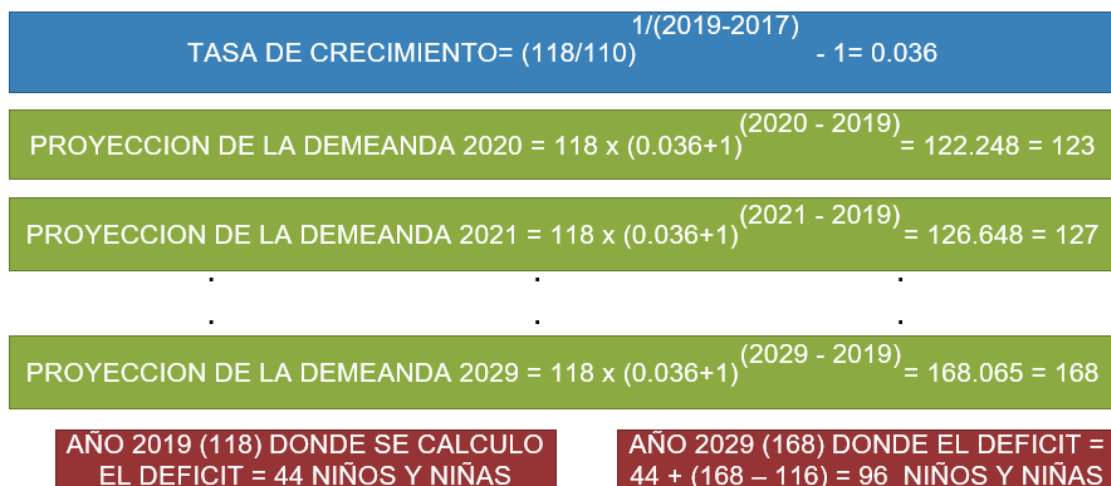 TASA DE CRECIMIENTO= (118/110)^1/(2019-2017) - 1= 0.036
PROYECCION DE LA DEMEANDA 2020 = 118 x (0.036+1)^(2020 - 2019) = 122.248 = 123
PROYECCION DE LA DEMEANDA 2021 = 118 x (0.036+1)^(2021 - 2019) = 126.648 = 127
. . .
. . .
PROYECCION DE LA DEMEANDA 2029 = 118 x (0.036+1)^(2029 - 2019) = 168.065 = 168
AÑO 2019 (118) DONDE SE CALCULO
EL DEFICIT = 44 NIÑOS Y NIÑAS
AÑO 2029 (168) DONDE EL DEFICIT =
44 + (168 – 116) = 96 NIÑOS Y NIÑAS